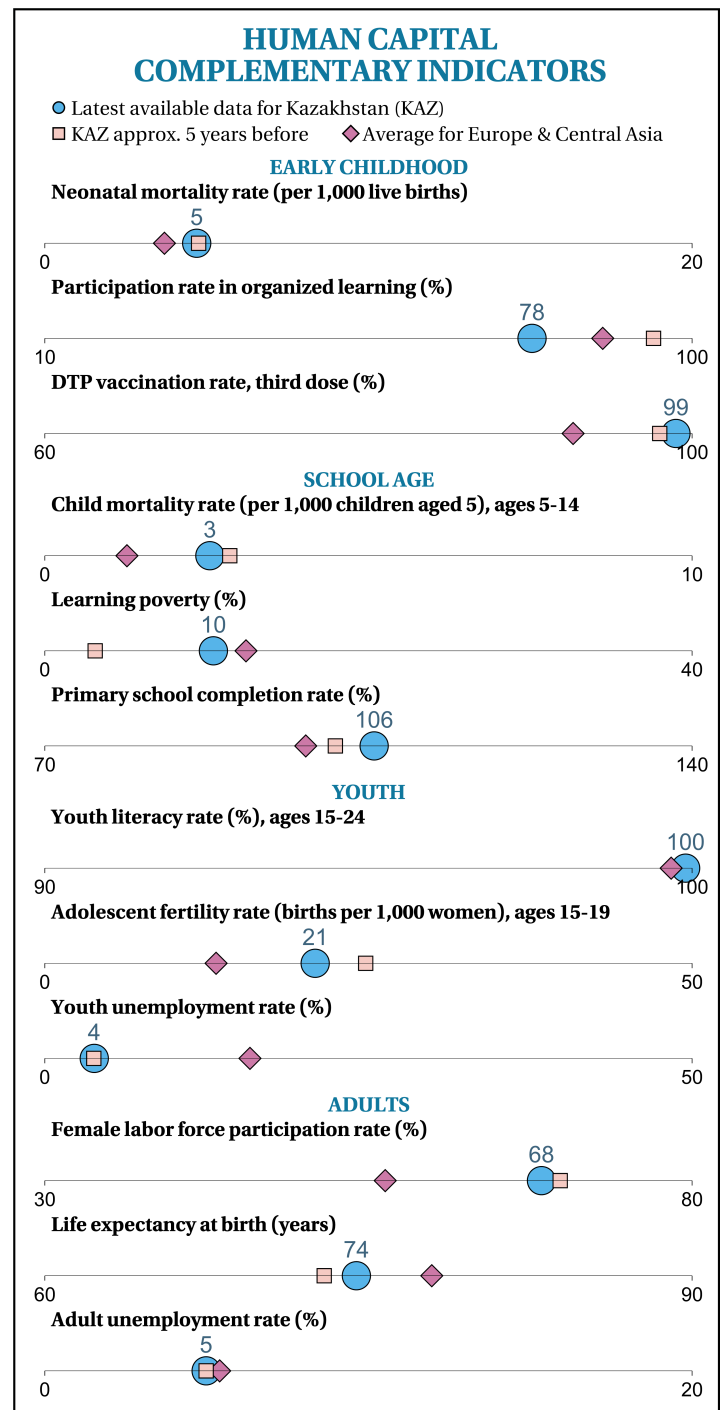 HUMAN CAPITAL
COMPLEMENTARY INDICATORS
Latest available data for Kazakhstan (KAZ)
KAZ approx. 5 years before Average for Europe & Central Asia
EARLY CHILDHOOD
Neonatal mortality rate (per 1,000 live births)
5
0 20
Participation rate in organized learning (%)
78
10 100
DTP vaccination rate, third dose (%)
99
60 100
SCHOOL AGE
Child mortality rate (per 1,000 children aged 5), ages 5-14
3
0 10
Learning poverty (%)
10
0 40
Primary school completion rate (%)
106
70 140
YOUTH
Youth literacy rate (%), ages 15-24
100
90 100
Adolescent fertility rate (births per 1,000 women), ages 15-19
21
0 50
Youth unemployment rate (%)
4
0 50
ADULTS
Female labor force participation rate (%)
68
30 80
Life expectancy at birth (years)
74
60 90
Adult unemployment rate (%)
5
0 20